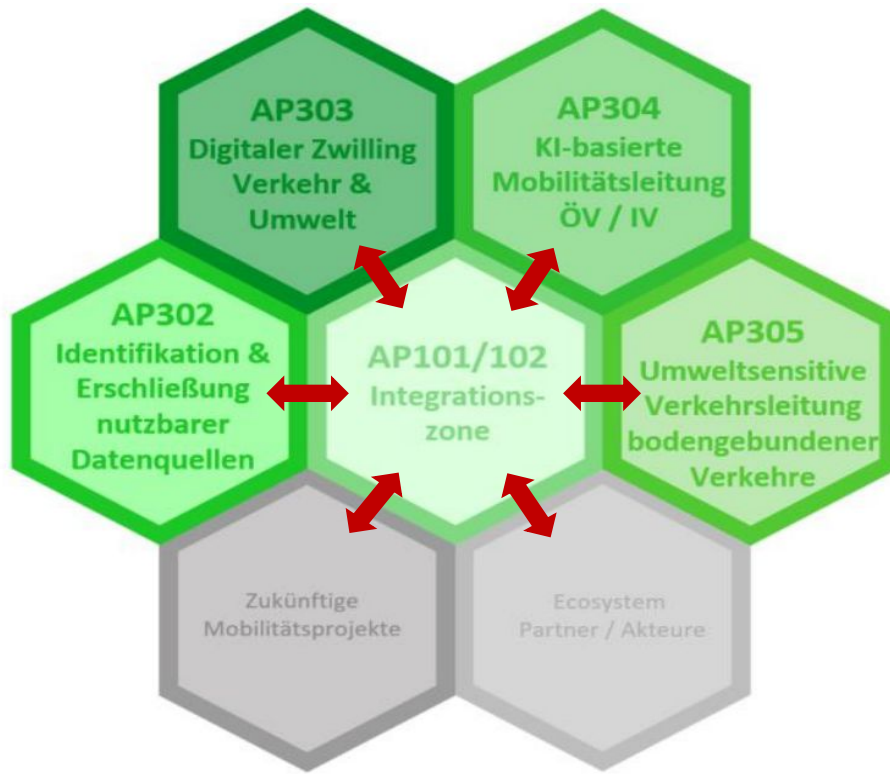 AP303
Digitaler Zwilling
Verkehr &
Umwelt
AP304
KI-basierte
Mobilitätsleitung
ÖV / IV
AP302
Identifikation &
Erschließung
nutzbarer
Datenquellen
AP101/102
Integrations-
zone
AP305
Umweltsensitive
Verkehrsleitung
bodengebundener
Verkehre
Zukünftige
Mobilitätsprojekte
Ecosystem
Partner / Akteure